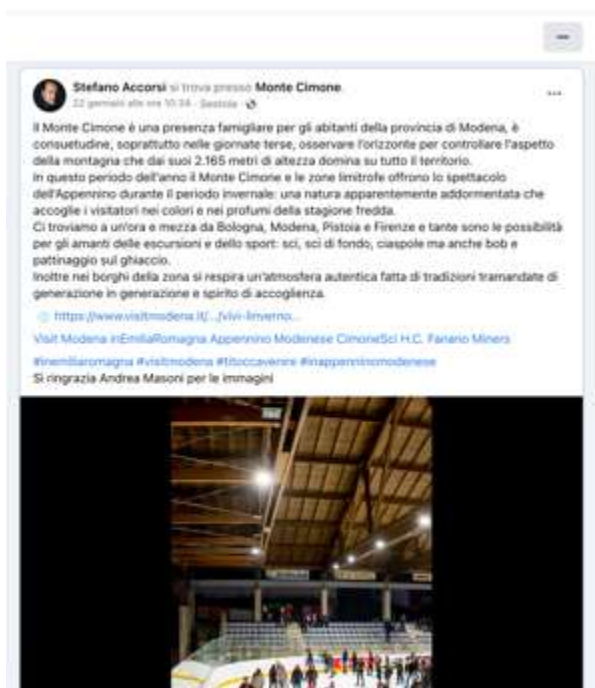 Stefano Accorsi si trova presso Monte Cimone.
22 gennaio alle ore 10:34 · Sestola ·
Il Monte Cimone è una presenza famigliare per gli abitanti della provincia di Modena, è
consuetudine, soprattutto nelle giornate terse, osservare l'orizzonte per controllare l'aspetto
della montagna che dai suoi 2.165 metri di altezza domina su tutto il territorio.
In questo periodo dell'anno il Monte Cimone e le zone limitrofe offrono lo spettacolo
dell'Appennino durante il periodo invernale: una natura apparentemente addormentata che
accoglie i visitatori nei colori e nei profumi della stagione fredda.
Ci troviamo a un'ora e mezza da Bologna, Modena, Pistoia e Firenze e tante sono le possibilità
per gli amanti delle escursioni e dello sport: sci, sci di fondo, ciaspole ma anche bob e
pattinaggio sul ghiaccio.
Inoltre nei borghi della zona si respira un'atmosfera autentica fatta di tradizioni tramandate di
generazione in generazione e spirito di accoglienza.
https://www.visitmodena.it/.../vivi-linverno...
Visit Modena inEmiliaRomagna Appennino Modenese CimoneSci H.C. Fanano Miners
#inemiliaromagna #visitmodena #titoccavenire #inappenninomodenese
Si ringrazia Andrea Masoni per le immagini